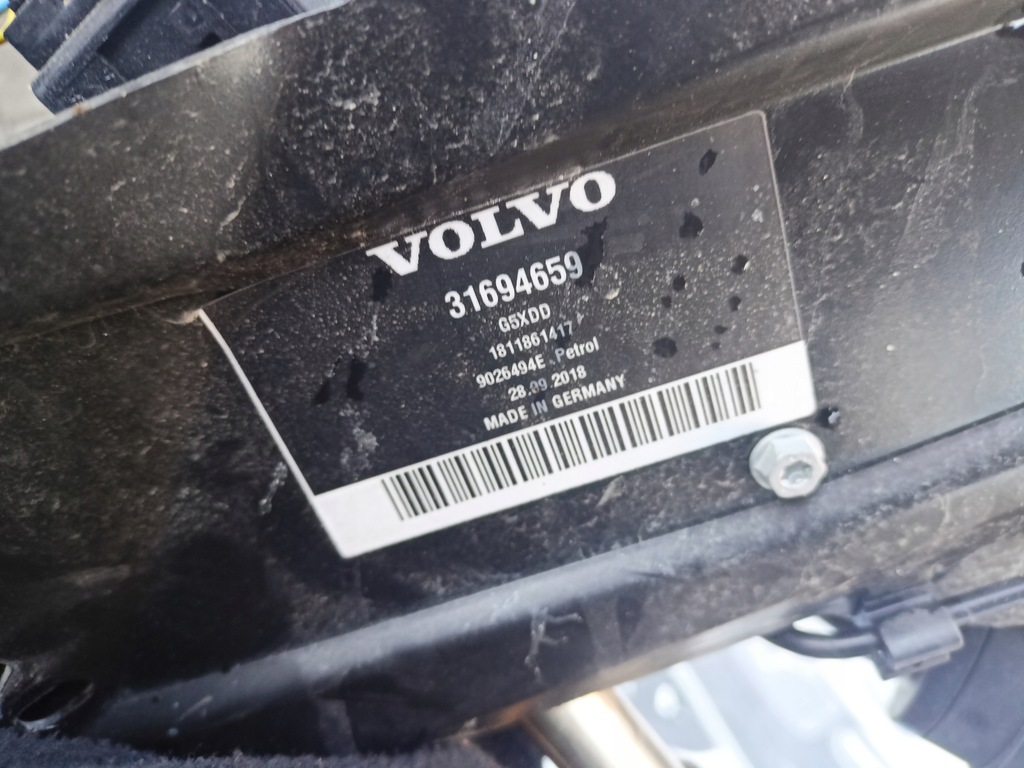 VOLVO
31694659
G5XDD
1811861417
9026494E Petrol
28.09.2018
MADE IN GERMANY